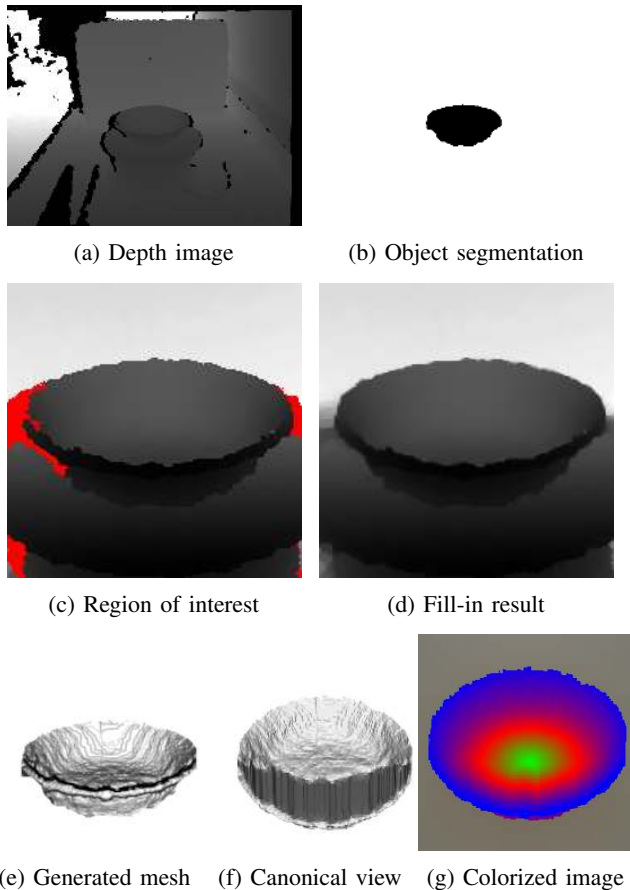 (a) Depth image
(b) Object segmentation
(c) Region of interest
(d) Fill-in result
(e) Generated mesh
(f) Canonical view
(g) Colorized image